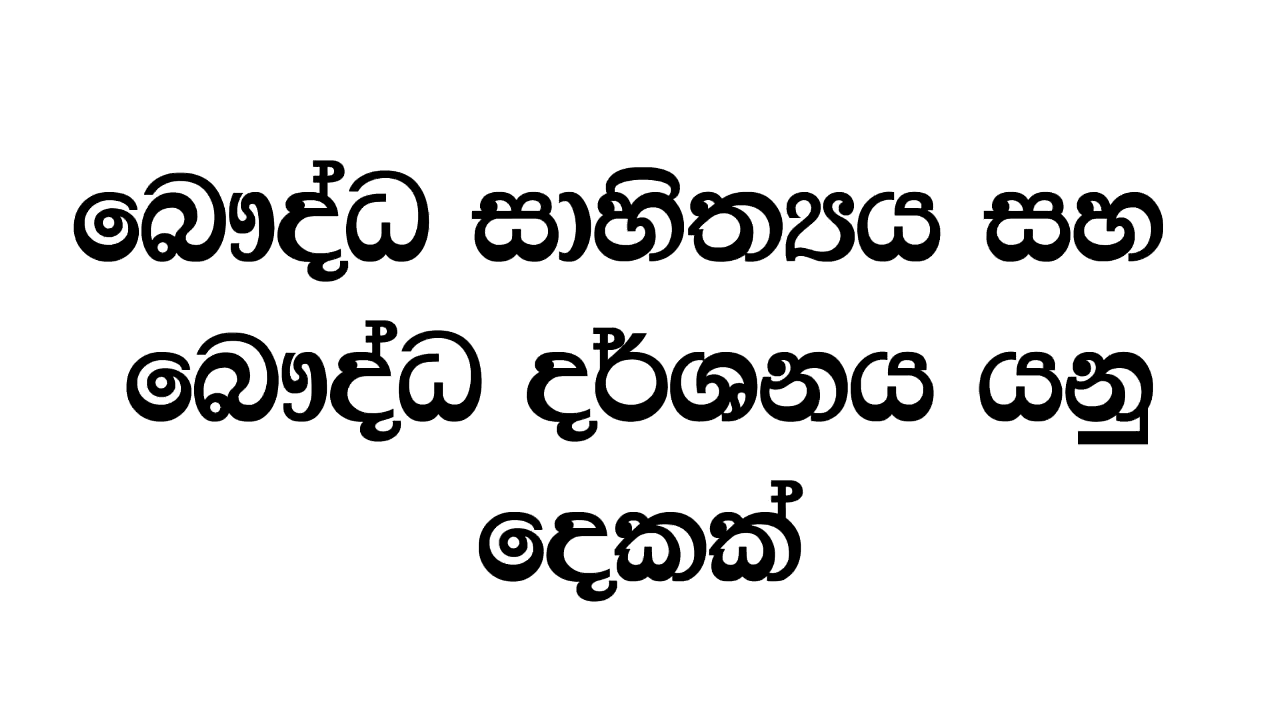 බෞද්ධ සාහිත්‍යය සහ
බෞද්ධ දර්ශනය යනු
දෙකක්